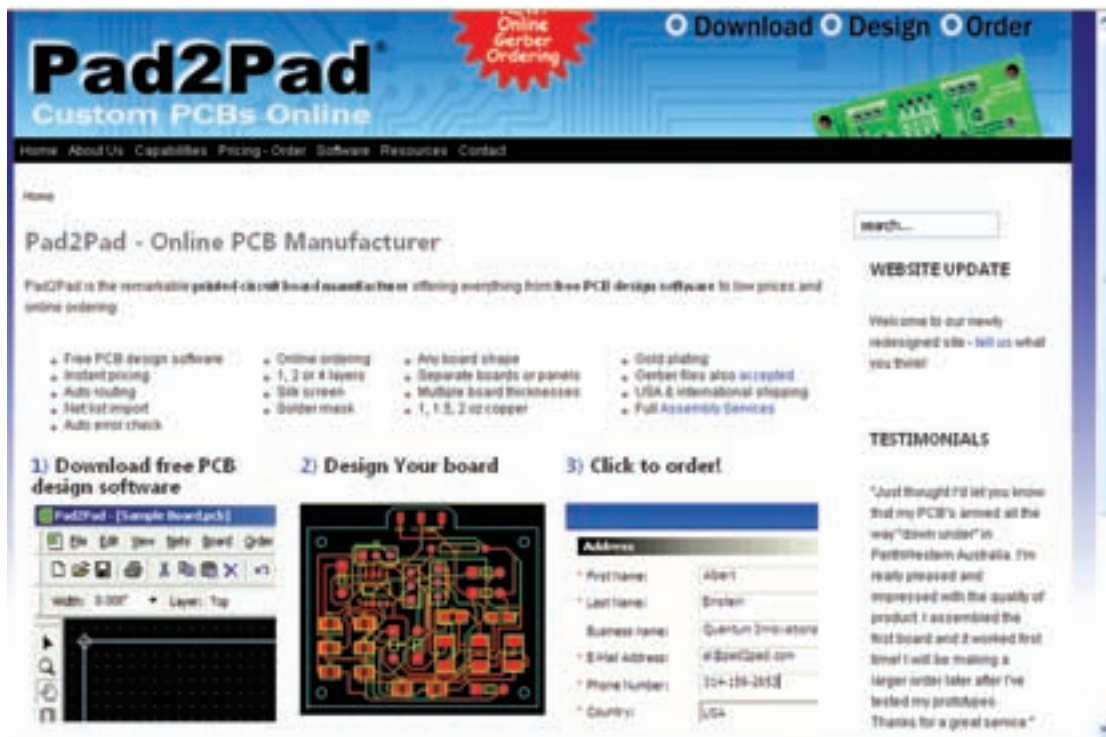 Online
Gerber
Ordering
Download Design Order
Pad2Pad
Custom PCBs Online
Home About Us Capabilities Pricing - Order Software Resources Contact
Home
search...
Pad2Pad - Online PCB Manufacturer
WEBSITE UPDATE
Pad2Pad is the remarkable printed circuit board manufacturer offering everything from free PCB design software to low prices and
online ordering:
Welcome to our newly
redesigned site - tell us what
you think!
Free PCB design software
Instant pricing
Auto routing
Net list import
Auto error check
Online ordering
1, 2 or 4 layers
Silk screen
Solder mask
Any board shape
Separate boards or panels
Multiple board thicknesses
1, 1.5, 2 oz copper
Gold plating
Gerber files also accepted
USA & international shipping
Full Assembly Services
TESTIMONIALS
1) Download free PCB
design software
2) Design Your board
3) Click to order!
Pad2Pad - [Sample Board.pcb]
File Edit View Nets Board Order
Width: 0.000" Layer: Top
Address
* First Name: Albert
* Last Name: Einstein
Business name: Quantum Innovations
* E-Mail Address: al@pad2pad.com
* Phone Number: 314-159-2653
* Country: USA
"Just thought I'd let you know
that my PCB's arrived all the
way "down under" in
Perth/Western Australia. I'm
really pleased and
impressed with the quality of
product. I assembled the
first board and it worked first
time! I will be making a
larger order later after I've
tested my prototypes.
Thanks for a great service."